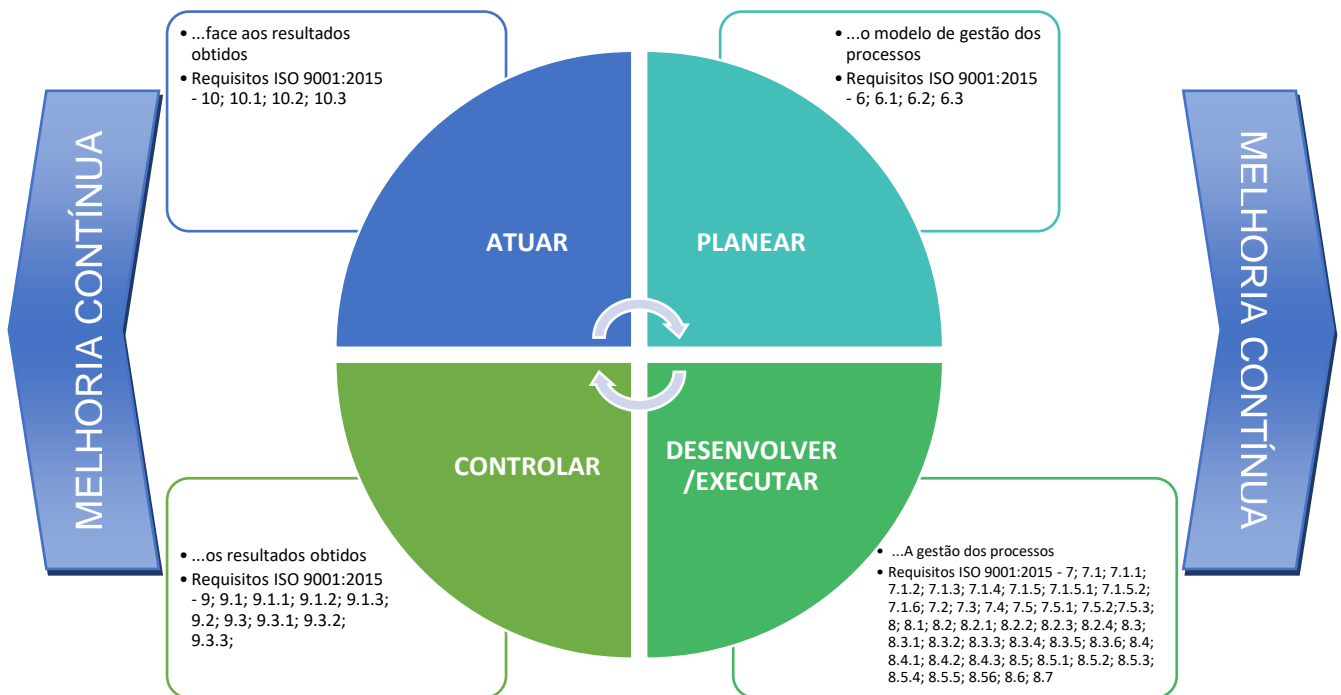 • ...face aos resultados
obtidos
• Requisitos ISO 9001:2015
- 10; 10.1; 10.2; 10.3
• ...o modelo de gestão dos
processos
• Requisitos ISO 9001:2015
- 6; 6.1; 6.2; 6.3
MELHORIA CONTÍNUA
MELHORIA CONTÍNUA
ATUAR
PLANEAR
CONTROLAR
DESENVOLVER
/EXECUTAR
• ...os resultados obtidos
• Requisitos ISO 9001:2015
- 9; 9.1; 9.1.1; 9.1.2; 9.1.3;
9.2; 9.3; 9.3.1; 9.3.2;
9.3.3;
• ...A gestão dos processos
• Requisitos ISO 9001:2015 - 7; 7.1; 7.1.1;
7.1.2; 7.1.3; 7.1.4; 7.1.5; 7.1.5.1; 7.1.5.2;
7.1.6; 7.2; 7.3; 7.4; 7.5; 7.5.1; 7.5.2;7.5.3;
8; 8.1; 8.2; 8.2.1; 8.2.2; 8.2.3; 8.2.4; 8.3;
8.3.1; 8.3.2; 8.3.3; 8.3.4; 8.3.5; 8.3.6; 8.4;
8.4.1; 8.4.2; 8.4.3; 8.5; 8.5.1; 8.5.2; 8.5.3;
8.5.4; 8.5.5; 8.56; 8.6; 8.7